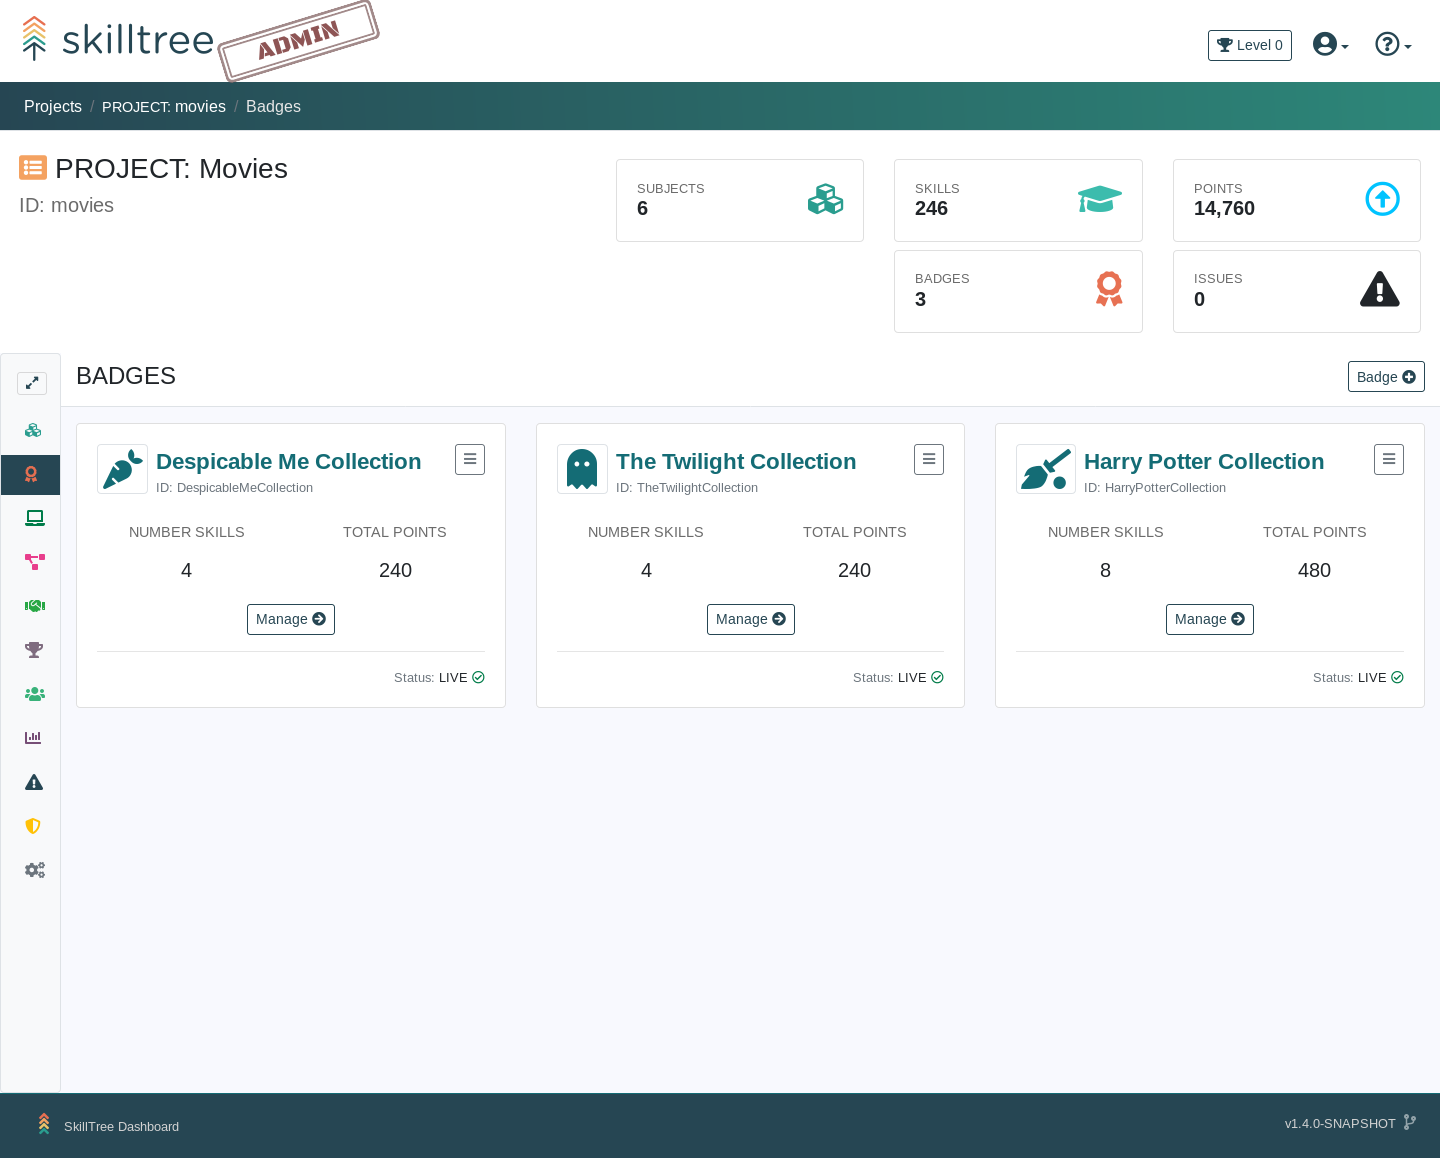 skilltree
ADMIN
Level 0
Projects / PROJECT: movies / Badges
PROJECT: Movies
ID: movies
SUBJECTS
6
SKILLS
246
POINTS
14,760
BADGES
3
ISSUES
0
BADGES
Badge
Despicable Me Collection
ID: DespicableMeCollection
NUMBER SKILLS
4
TOTAL POINTS
240
Manage
Status: LIVE
The Twilight Collection
ID: TheTwilightCollection
NUMBER SKILLS
4
TOTAL POINTS
240
Manage
Status: LIVE
Harry Potter Collection
ID: HarryPotterCollection
NUMBER SKILLS
8
TOTAL POINTS
480
Manage
Status: LIVE
SkillTree Dashboard
v1.4.0-SNAPSHOT